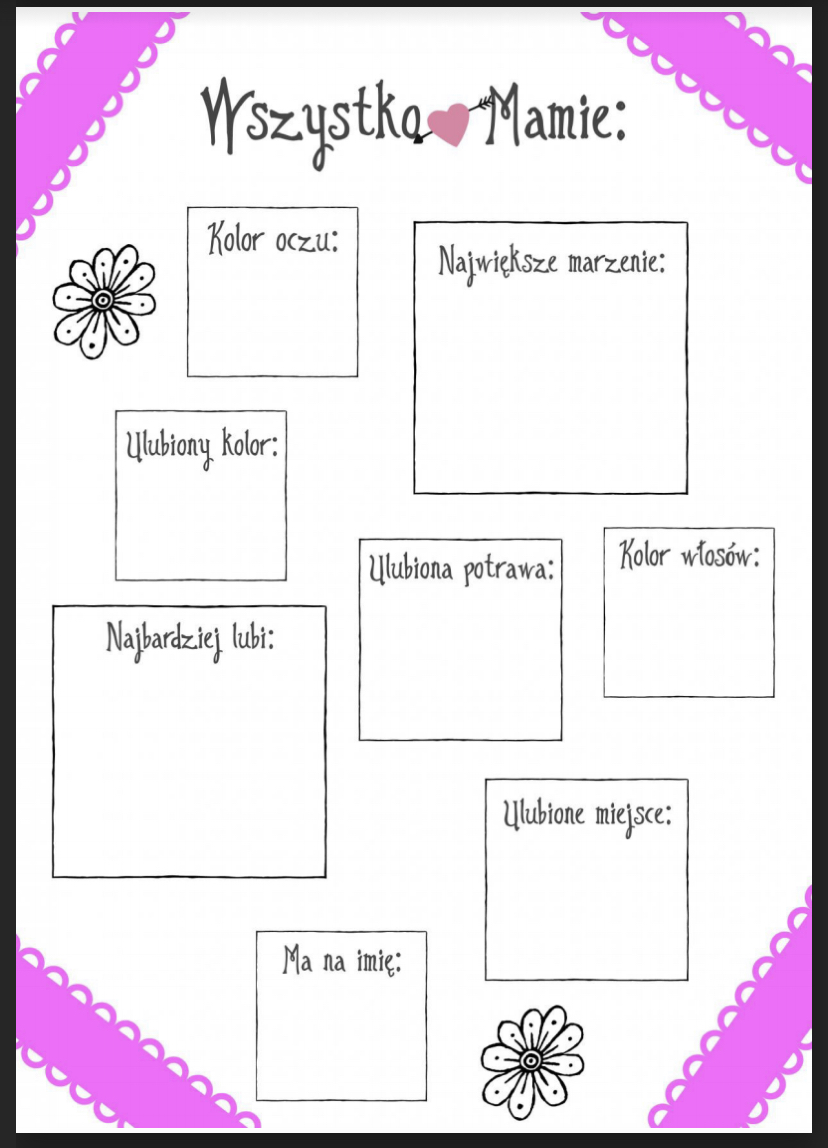 Wszystko Mamie:
Kolor oczu:
Największe marzenie:
Ulubiony kolor:
Ulubiona potrawa:
Kolor włosów:
Najbardziej lubi:
Ulubione miejsce:
Ma na imię: